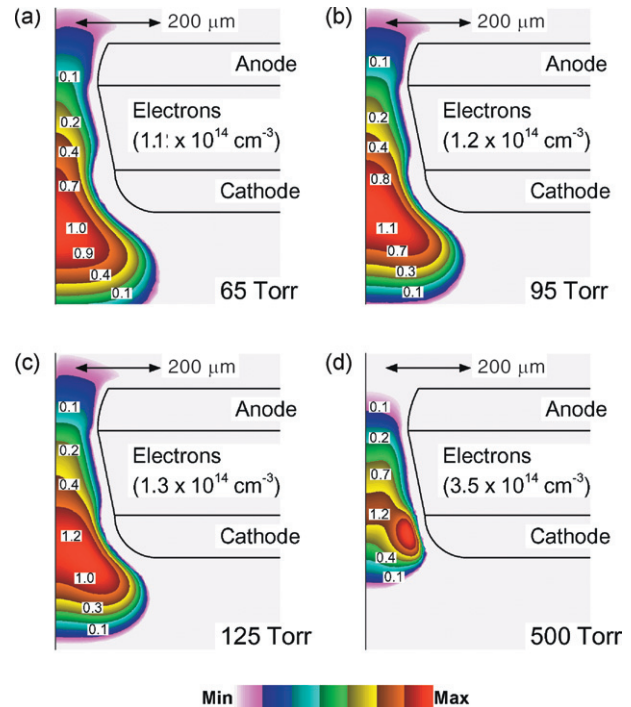 (a)
200 μm
Anode
Electrons
(1.1: x 10¹⁴ cm⁻³)
Cathode
0.1
0.2
0.4
0.7
1.0
0.9
0.4
0.1
65 Torr
(b)
200 μm
Anode
Electrons
(1.2 x 10¹⁴ cm⁻³)
Cathode
0.1
0.2
0.4
0.8
1.1
0.7
0.3
0.1
95 Torr
(c)
200 μm
Anode
Electrons
(1.3 x 10¹⁴ cm⁻³)
Cathode
0.1
0.2
0.4
1.2
1.0
0.3
0.1
125 Torr
(d)
200 μm
Anode
Electrons
(3.5 x 10¹⁴ cm⁻³)
Cathode
0.1
0.2
0.7
1.2
0.4
0.1
500 Torr
Min Max